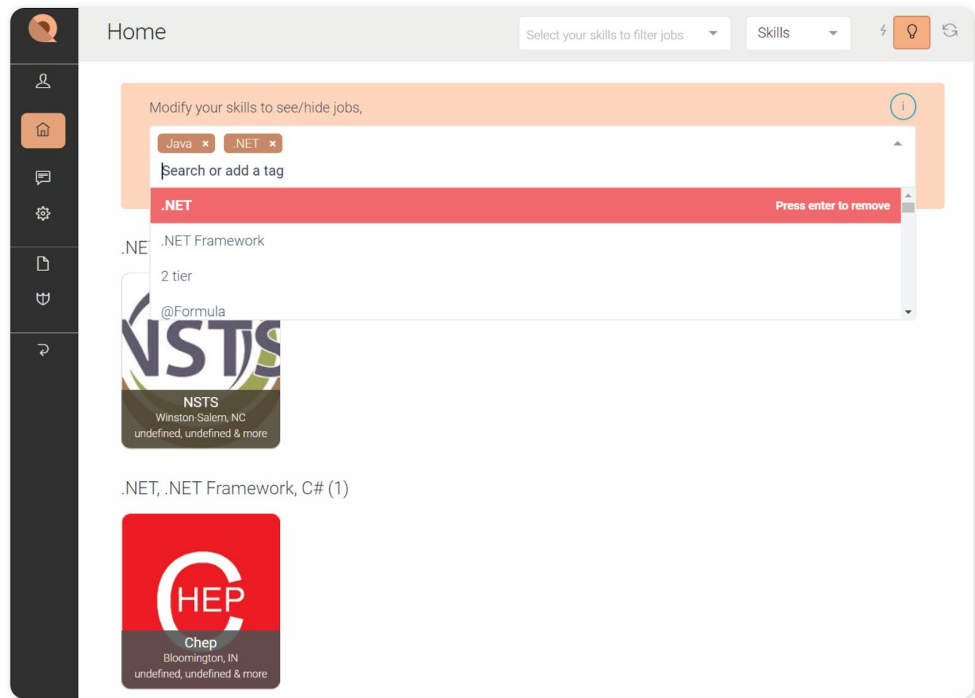 Home
Select your skills to filter jobs
Skills
Modify your skills to see/hide jobs,
i
Java ×
.NET ×
Search or add a tag
.NET
Press enter to remove
.NET Framework
2 tier
@Formula
.NE
NSTS
NSTS
Winston-Salem, NC
undefined, undefined & more
.NET, .NET Framework, C# (1)
CHEP
Chep
Bloomington, IN
undefined, undefined & more